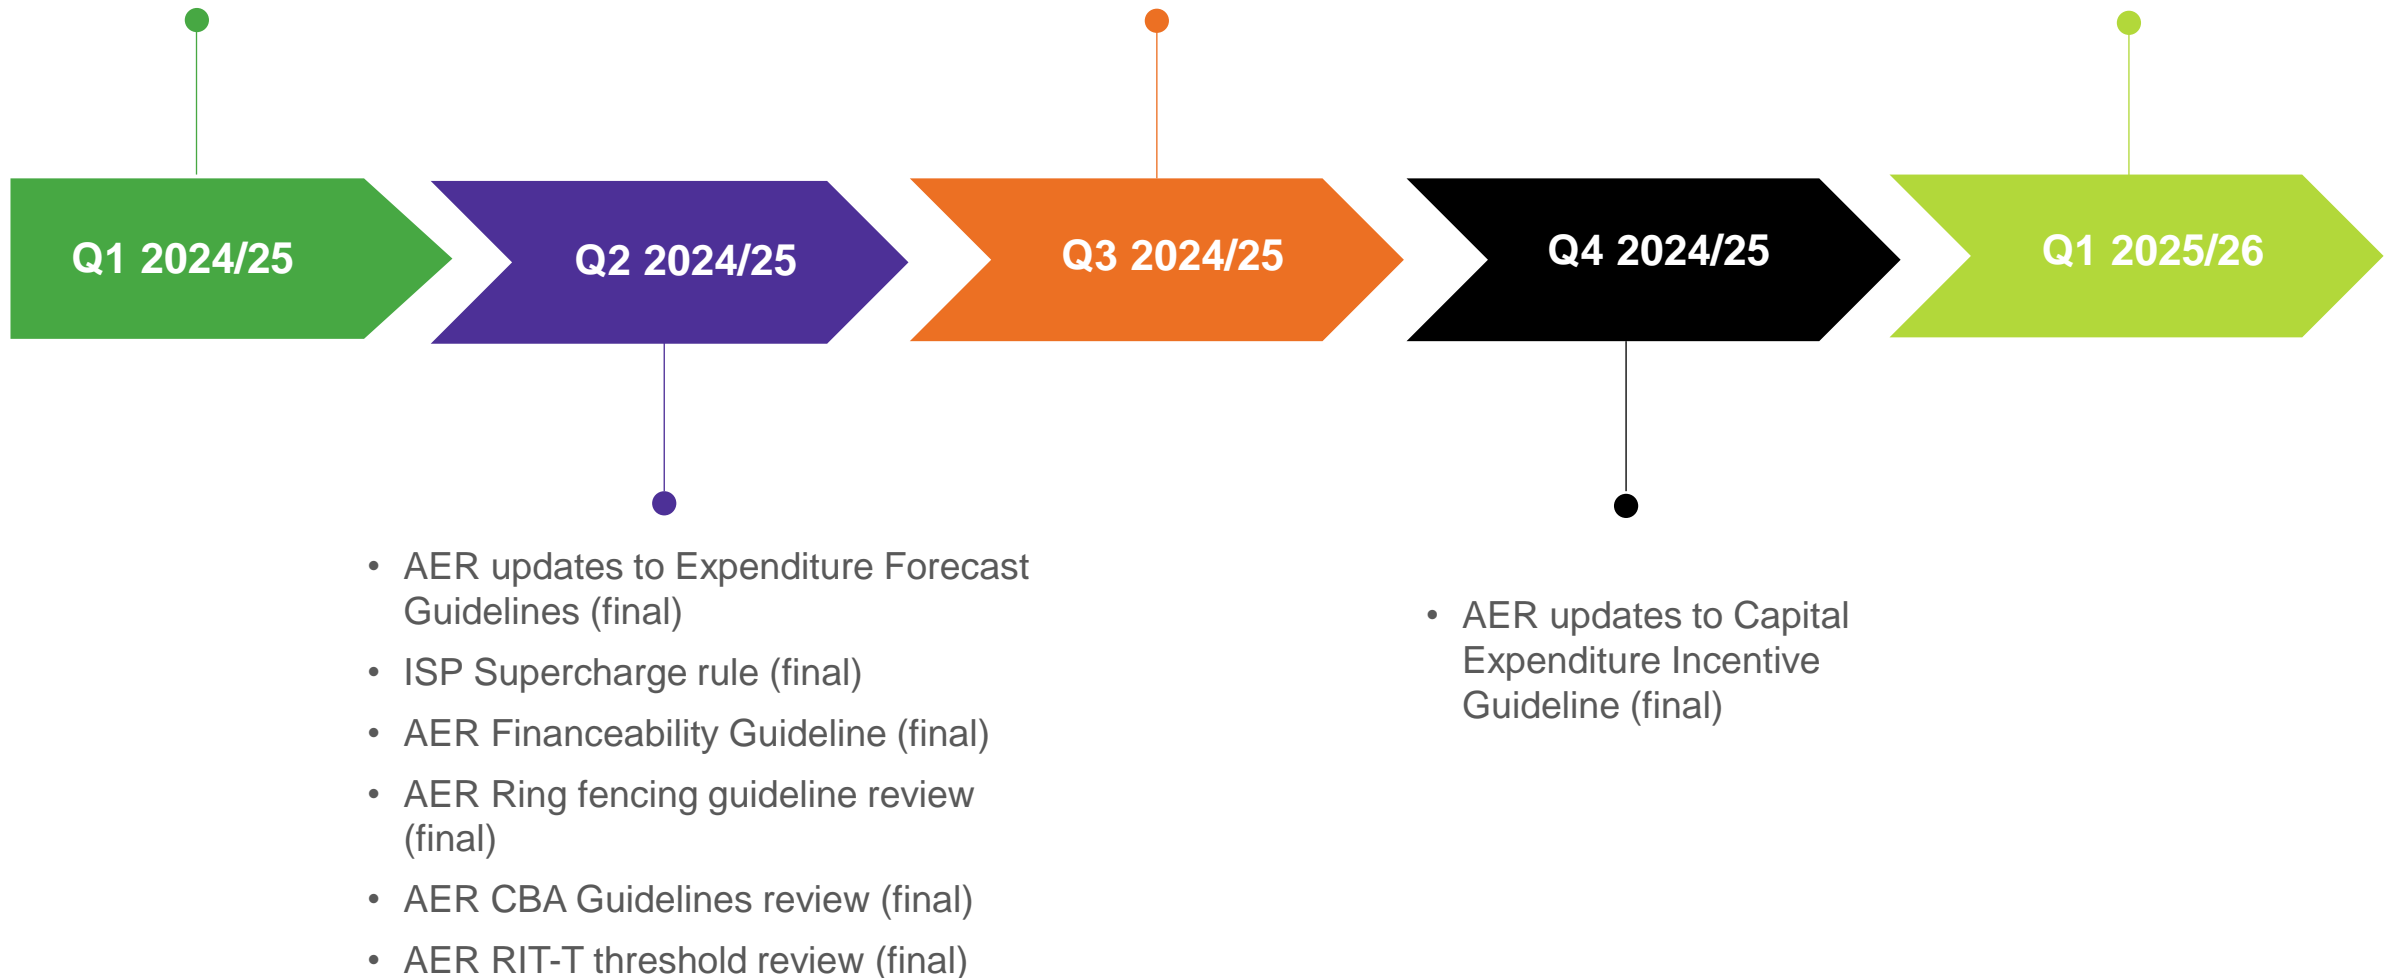 Q1 2024/25
Q2 2024/25
Q3 2024/25
Q4 2024/25
Q1 2025/26
• AER updates to Expenditure Forecast
Guidelines (final)
• ISP Supercharge rule (final)
• AER Financeability Guideline (final)
• AER Ring fencing guideline review
(final)
• AER CBA Guidelines review (final)
• AER RIT-T threshold review (final)
• AER updates to Capital
Expenditure Incentive
Guideline (final)